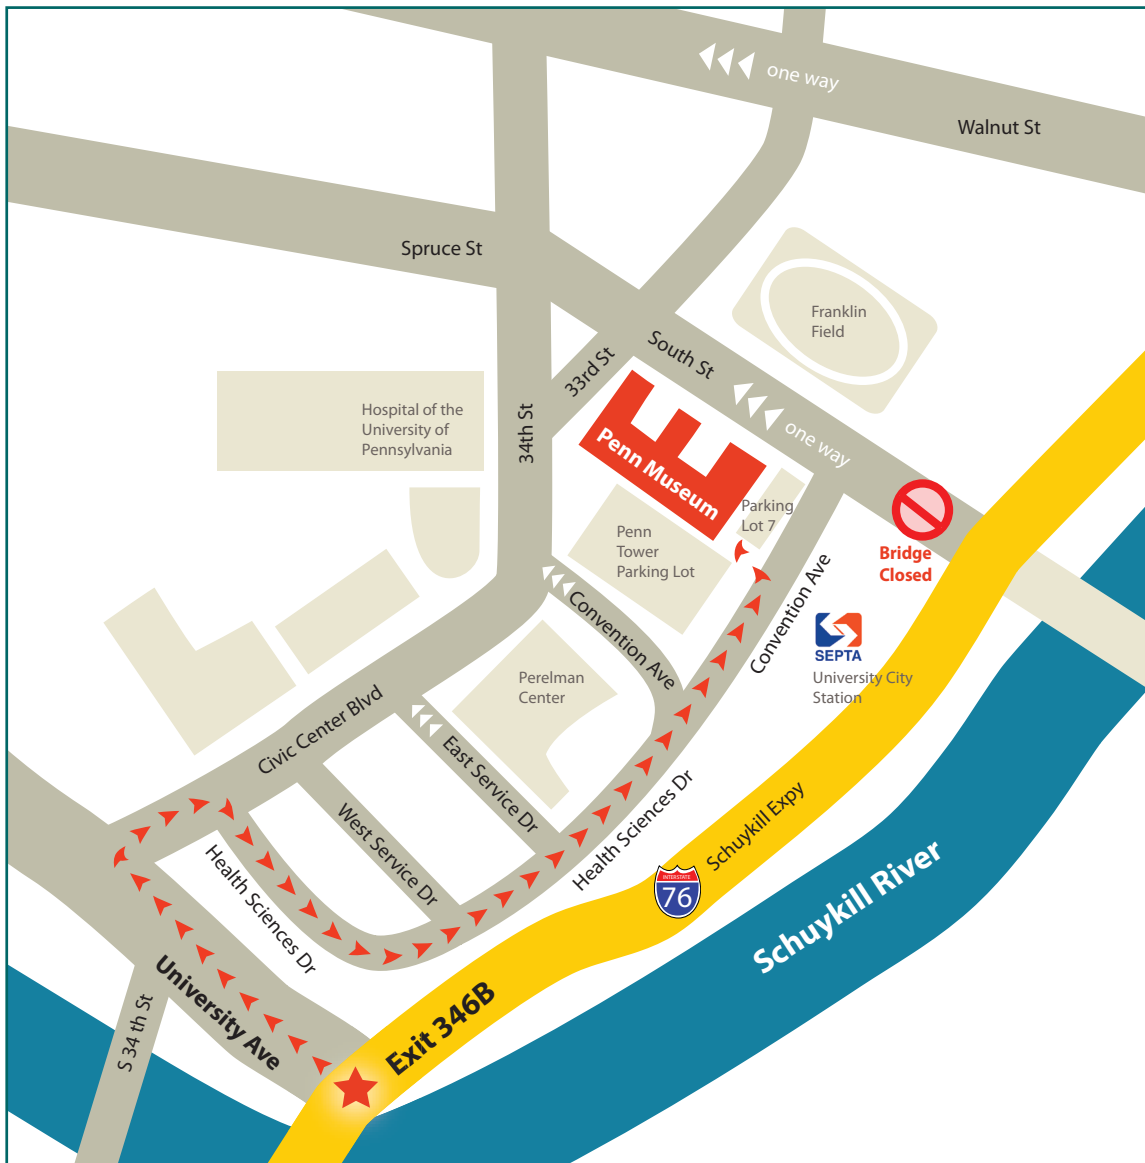 one way
Walnut St
Spruce St
Franklin
Field
South St
33rd St
one way
Hospital of the
University of
Pennsylvania
34th St
Penn Museum
Parking
Lot 7
Penn
Tower
Parking Lot
Bridge
Closed
Convention Ave
Convention Ave
SEPTA
University City
Station
Perelman
Center
Civic Center Blvd
East Service Dr
West Service Dr
Health Sciences Dr
Health Sciences Dr
Schuykill Expy
INTERSTATE
76
Schuykill River
University Ave
Exit 346B
S 34 th St